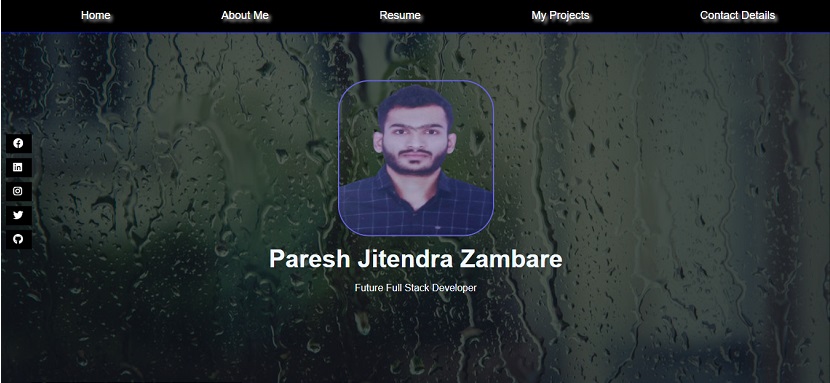 Home About Me Resume My Projects Contact Details
Paresh Jitendra Zambare
Future Full Stack Developer